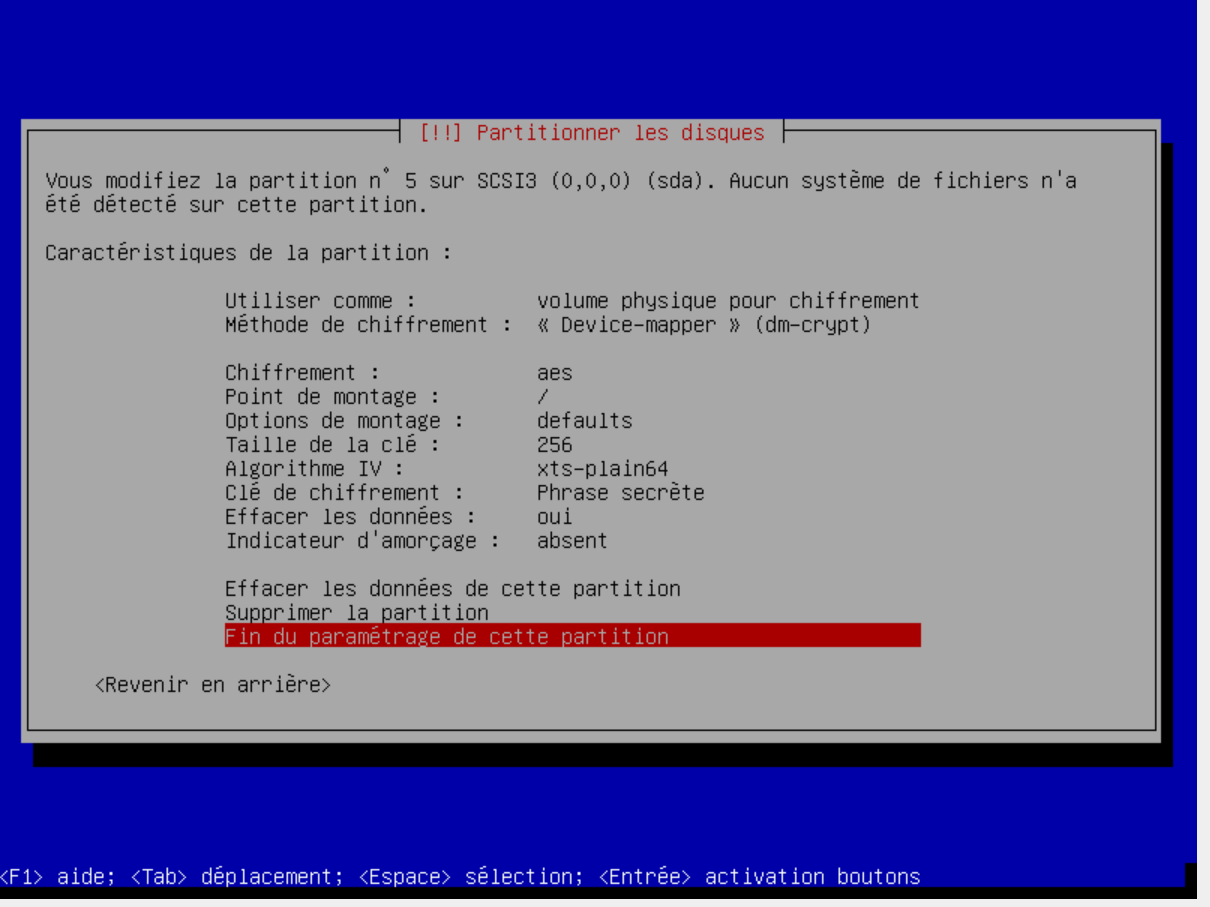 [!!] Partitionner les disques
Vous modifiez la partition n° 5 sur SCSI3 (0,0,0) (sda). Aucun système de fichiers n'a
été détecté sur cette partition.
Caractéristiques de la partition :
Utiliser comme : volume physique pour chiffrement
Méthode de chiffrement : « Device-mapper » (dm-crypt)
Chiffrement : aes
Point de montage : /
Options de montage : defaults
Taille de la clé : 256
Algorithme IV : xts-plain64
Clé de chiffrement : Phrase secrète
Effacer les données : oui
Indicateur d'amorçage : absent
Effacer les données de cette partition
Supprimer la partition
Fin du paramétrage de cette partition
<Revenir en arrière>
<F1> aide; <Tab> déplacement; <Espace> sélection; <Entrée> activation boutons